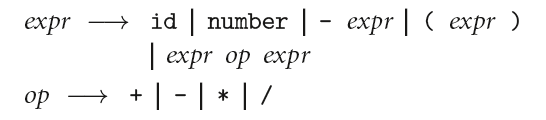 expr ⟶ id | number | - expr | ( expr )
| expr op expr
op ⟶ + | - | * | /